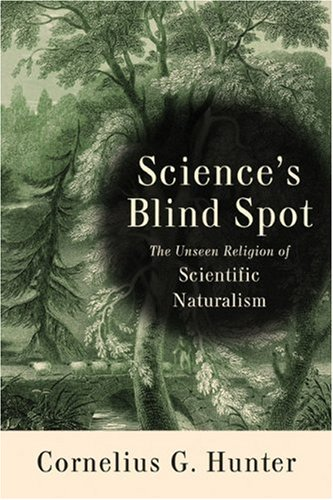 Science's
Blind Spot
The Unseen Religion of
Scientific
Naturalism
Cornelius G. Hunter